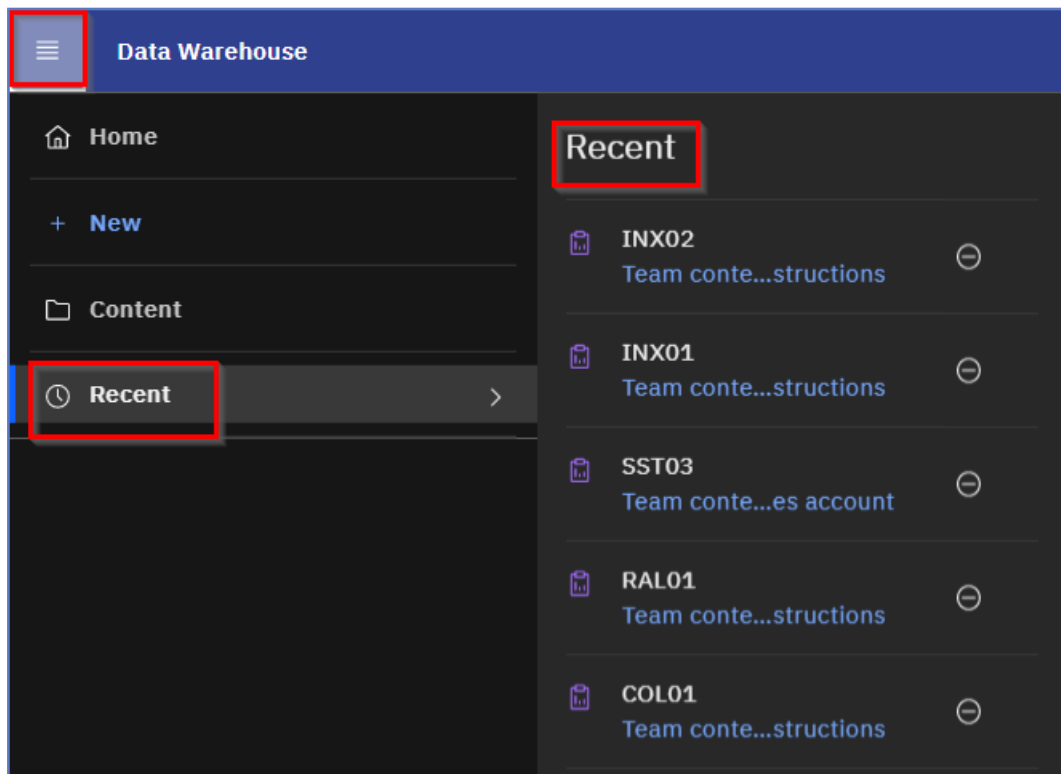 Data Warehouse
Home
New
Content
Recent
Recent
INX02
Team conte...structions
INX01
Team conte...structions
SST03
Team conte...es account
RAL01
Team conte...structions
COL01
Team conte...structions